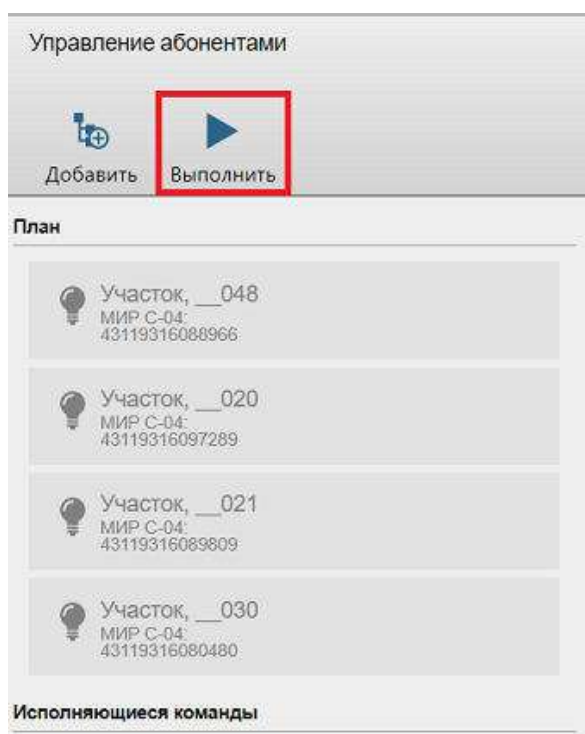 Управление абонентами
Добавить Выполнить
План
Участок, __048
МИР С-04:
43119316088966
Участок, __020
МИР С-04:
43119316097289
Участок, __021
МИР С-04:
43119316089809
Участок, __030
МИР С-04:
43119316080480
Исполняющиеся команды